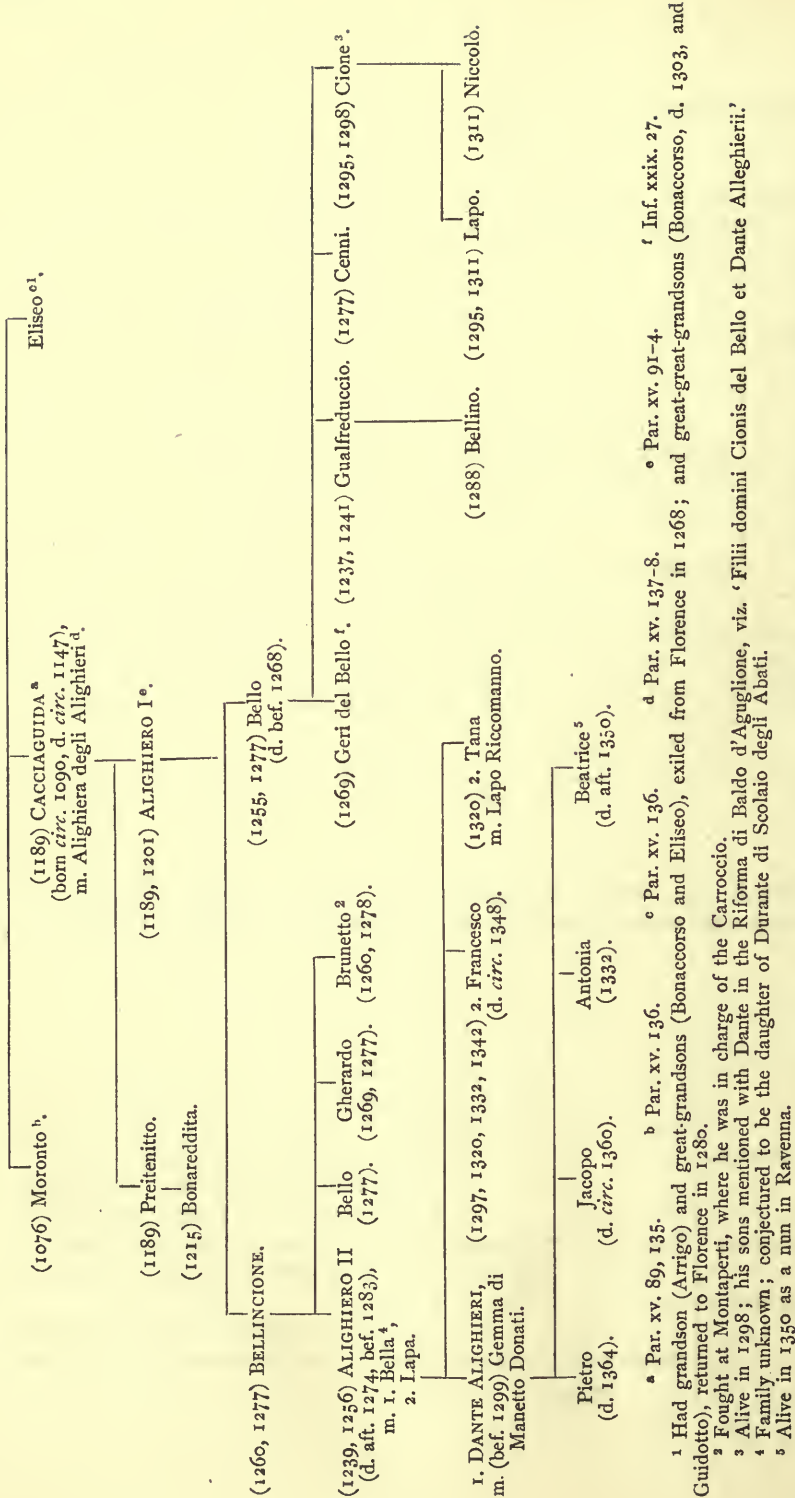 (1076) Moronto ᵇ. Eliseo ᶜ¹.
(1189) CACCIAGUIDA ᵃ
(born circ. 1090, d. circ. 1147),
m. Alighiera degli Alighieri ᵈ.
(1189) Preitenitto. (1189, 1201) ALIGHIERO I ᵉ.
(1215) Bonareddita.
(1260, 1277) BELLINCIONE. (1255, 1277) Bello
(d. bef. 1268).
(1239, 1256) ALIGHIERO II Bello Gherardo Brunetto ² (1269) Geri del Bello ᶠ. (1237, 1241) Gualfreduccio. (1277) Cenni. (1295, 1298) Cione ³.
(d. aft. 1274, bef. 1283), (1277). (1269, 1277). (1260, 1278).
m. 1. Bella ⁴,
2. Lapa.
(1288) Bellino. (1295, 1311) Lapo. (1311) Niccolò.
1. DANTE ALIGHIERI, (1297, 1320, 1332, 1342) 2. Francesco (1320) 2. Tana
m. (bef. 1299) Gemma di (d. circ. 1348). m. Lapo Riccomanno.
Manetto Donati.
Pietro Jacopo Antonia Beatrice ⁵
(d. 1364). (d. circ. 1360). (1332). (d. aft. 1350).
ᵃ Par. xv. 89, 135. ᵇ Par. xv. 136. ᶜ Par. xv. 136. ᵈ Par. xv. 137-8. ᵉ Par. xv. 91-4. ᶠ Inf. xxix. 27.
¹ Had grandson (Arrigo) and great-grandsons (Bonaccorso and Eliseo), exiled from Florence in 1268; and great-great-grandsons (Bonaccorso, d. 1303, and
Guidotto), returned to Florence in 1280.
² Fought at Montaperti, where he was in charge of the Carroccio.
³ Alive in 1298; his sons mentioned with Dante in the Riforma di Baldo d'Aguglione, viz. ‘Filii domini Cionis del Bello et Dante Alleghierii.’
⁴ Family unknown; conjectured to be the daughter of Durante di Scolaio degli Abati.
⁵ Alive in 1350 as a nun in Ravenna.